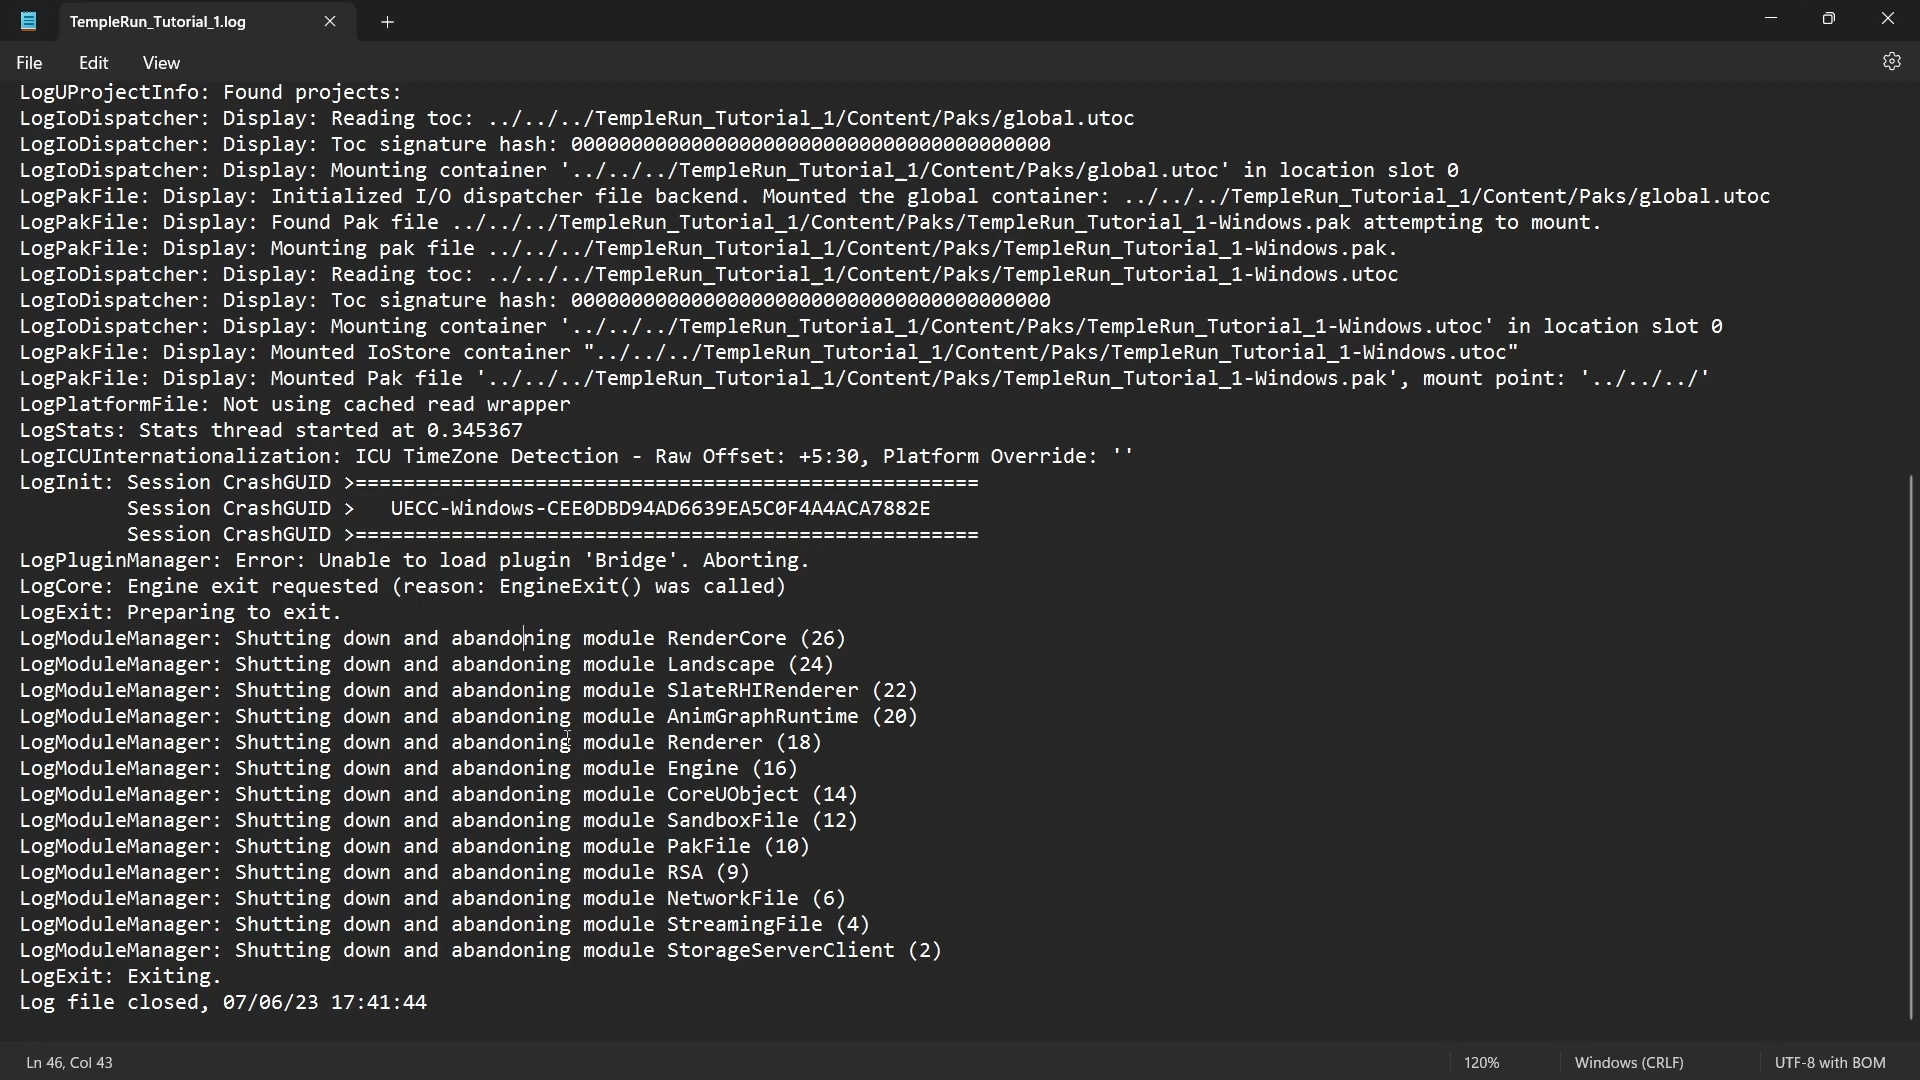 TempleRun_Tutorial_1.log
File Edit View
LogUProjectInfo: Found projects:
LogIoDispatcher: Display: Reading toc: ../../../TempleRun_Tutorial_1/Content/Paks/global.utoc
LogIoDispatcher: Display: Toc signature hash: 0000000000000000000000000000000000000000
LogIoDispatcher: Display: Mounting container '../../../TempleRun_Tutorial_1/Content/Paks/global.utoc' in location slot 0
LogPakFile: Display: Initialized I/O dispatcher file backend. Mounted the global container: ../../../TempleRun_Tutorial_1/Content/Paks/global.utoc
LogPakFile: Display: Found Pak file ../../../TempleRun_Tutorial_1/Content/Paks/TempleRun_Tutorial_1-Windows.pak attempting to mount.
LogPakFile: Display: Mounting pak file ../../../TempleRun_Tutorial_1/Content/Paks/TempleRun_Tutorial_1-Windows.pak.
LogIoDispatcher: Display: Reading toc: ../../../TempleRun_Tutorial_1/Content/Paks/TempleRun_Tutorial_1-Windows.utoc
LogIoDispatcher: Display: Toc signature hash: 0000000000000000000000000000000000000000
LogIoDispatcher: Display: Mounting container '../../../TempleRun_Tutorial_1/Content/Paks/TempleRun_Tutorial_1-Windows.utoc' in location slot 0
LogPakFile: Display: Mounted IoStore container "../../../TempleRun_Tutorial_1/Content/Paks/TempleRun_Tutorial_1-Windows.utoc"
LogPakFile: Display: Mounted Pak file '../../../TempleRun_Tutorial_1/Content/Paks/TempleRun_Tutorial_1-Windows.pak', mount point: '../../../'
LogPlatformFile: Not using cached read wrapper
LogStats: Stats thread started at 0.345367
LogICUInternationalization: ICU TimeZone Detection - Raw Offset: +5:30, Platform Override: ''
LogInit: Session CrashGUID >====================================================
Session CrashGUID > UECC-Windows-CEE0DBD94AD6639EA5C0F4A4ACA7882E
Session CrashGUID >====================================================
LogPluginManager: Error: Unable to load plugin 'Bridge'. Aborting.
LogCore: Engine exit requested (reason: EngineExit() was called)
LogExit: Preparing to exit.
LogModuleManager: Shutting down and abandoning module RenderCore (26)
LogModuleManager: Shutting down and abandoning module Landscape (24)
LogModuleManager: Shutting down and abandoning module SlateRHIRenderer (22)
LogModuleManager: Shutting down and abandoning module AnimGraphRuntime (20)
LogModuleManager: Shutting down and abandoning module Renderer (18)
LogModuleManager: Shutting down and abandoning module Engine (16)
LogModuleManager: Shutting down and abandoning module CoreUObject (14)
LogModuleManager: Shutting down and abandoning module SandboxFile (12)
LogModuleManager: Shutting down and abandoning module PakFile (10)
LogModuleManager: Shutting down and abandoning module RSA (9)
LogModuleManager: Shutting down and abandoning module NetworkFile (6)
LogModuleManager: Shutting down and abandoning module StreamingFile (4)
LogModuleManager: Shutting down and abandoning module StorageServerClient (2)
LogExit: Exiting.
Log file closed, 07/06/23 17:41:44
Ln 46, Col 43 120% Windows (CRLF) UTF-8 with BOM